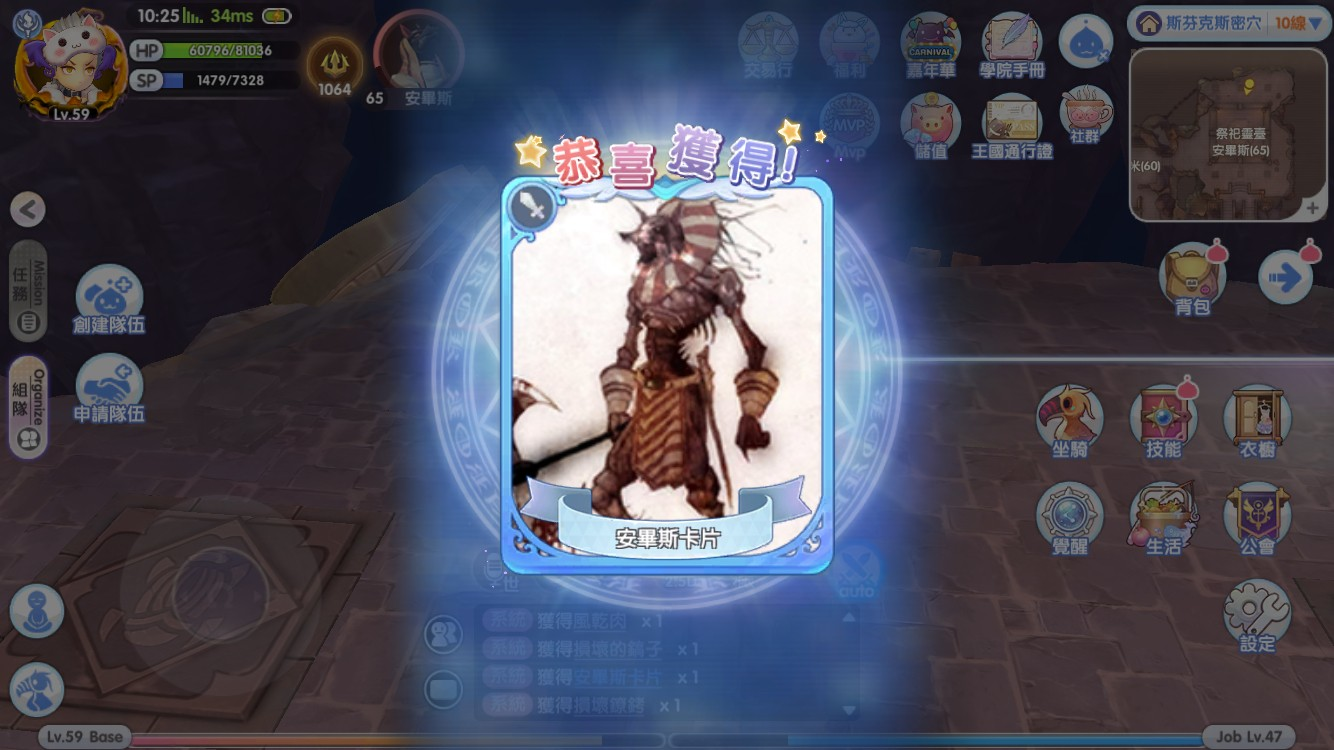 10:25
34ms
HP
60796/81036
SP
1479/7328
Lv.59
1064
65
安畢斯
交易行
福利
嘉年華
CARNIVAL
學院手冊
MVP
Mvp
儲值
王國通行證
社群
斯芬克斯密穴
10線
祭祀靈臺
安畢斯(65)
米(60)
恭喜獲得!
任務
Mission
創建隊伍
組隊
Organize
申請隊伍
背包
坐騎
技能
衣櫥
覺醒
生活
公會
設定
安畢斯卡片
auto
系統 獲得風乾肉 x1
系統 獲得損壞的鎬子 x1
系統 獲得安畢斯卡片 x1
系統 獲得損壞鐐銬 x1
Lv.59 Base
Job Lv.47